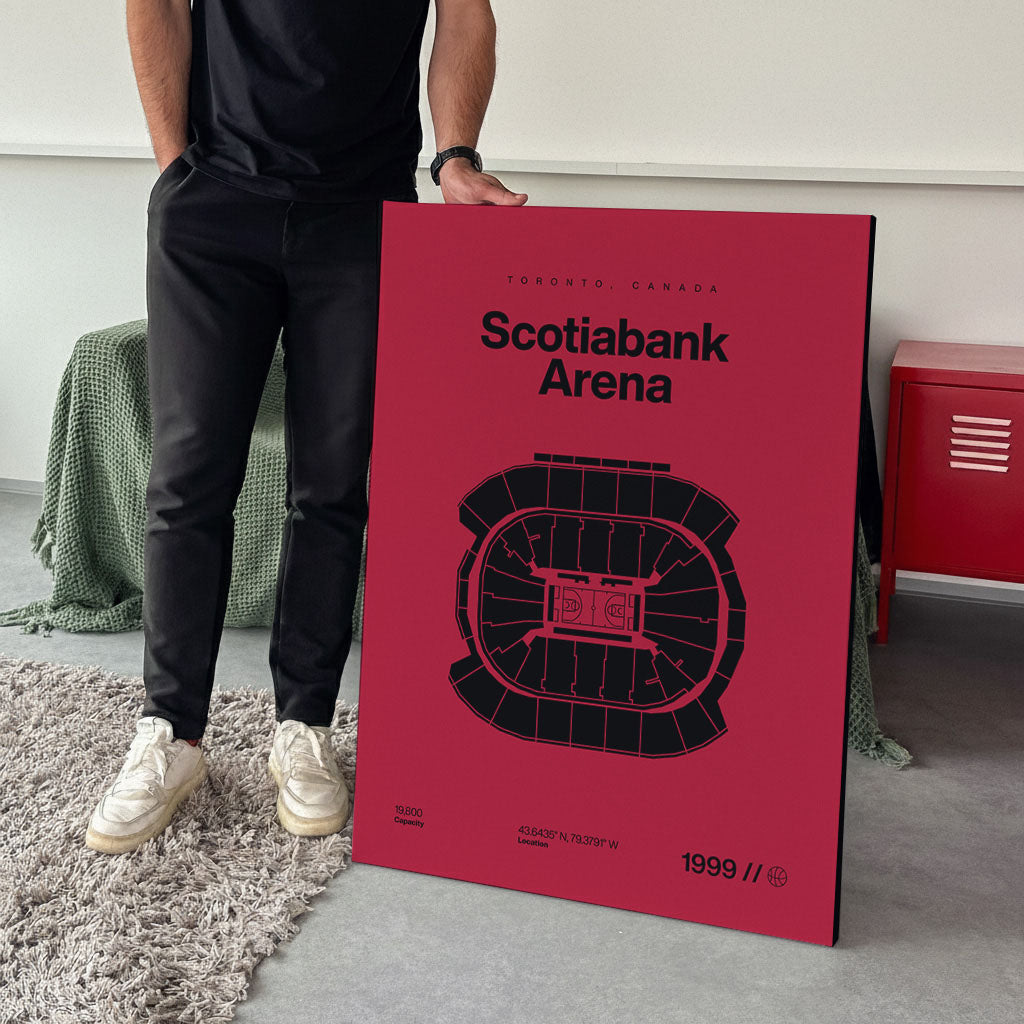 TORONTO, CANADA
Scotiabank
Arena
19,800
Capacity
43.6435° N, 79.3791° W
Location
1999 //